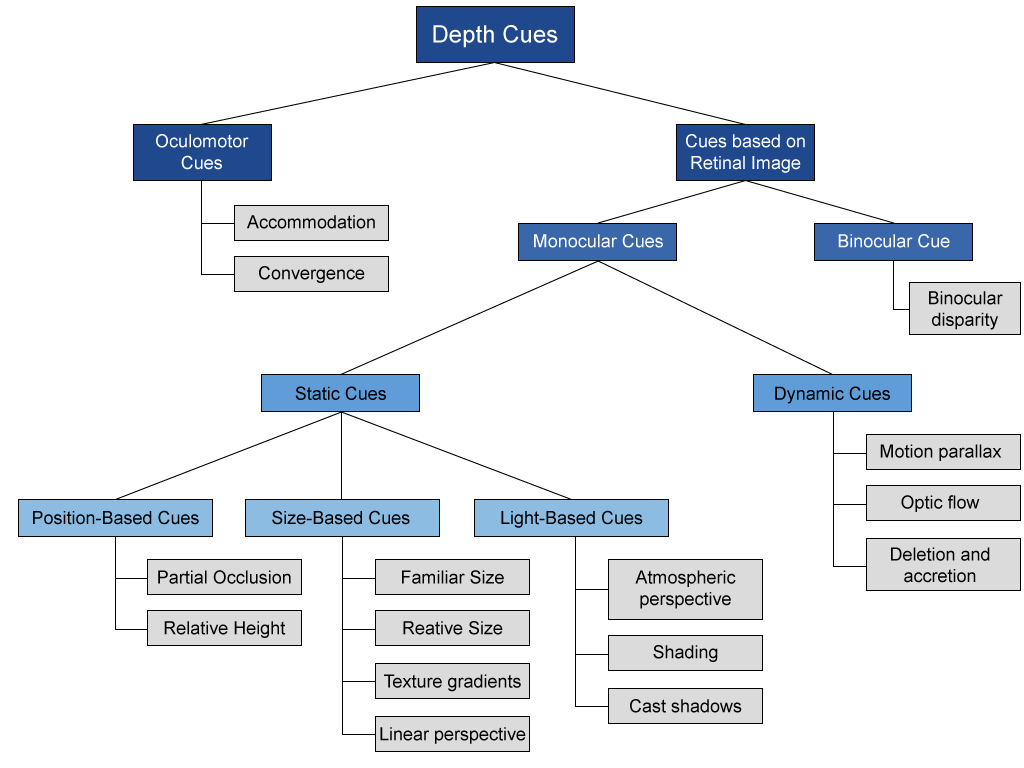 Depth Cues
Oculomotor
Cues
Cues based on
Retinal Image
Accommodation
Convergence
Monocular Cues
Binocular Cue
Binocular
disparity
Static Cues
Dynamic Cues
Motion parallax
Optic flow
Deletion and
accretion
Position-Based Cues
Size-Based Cues
Light-Based Cues
Partial Occlusion
Relative Height
Familiar Size
Reative Size
Texture gradients
Linear perspective
Atmospheric
perspective
Shading
Cast shadows